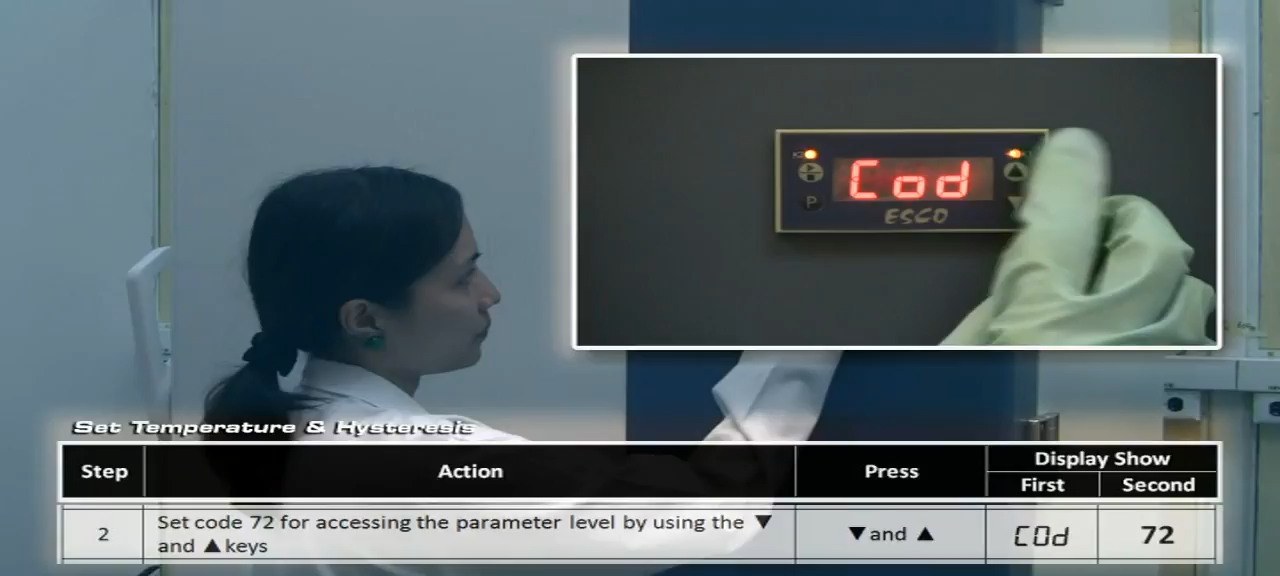 Cod
P
ESCO
Set Temperature & Hysteresis
Step
Action
Press
Display Show
First
Second
2
Set code 72 for accessing the parameter level by using the ▼
and ▲ keys
▼ and ▲
COd
72